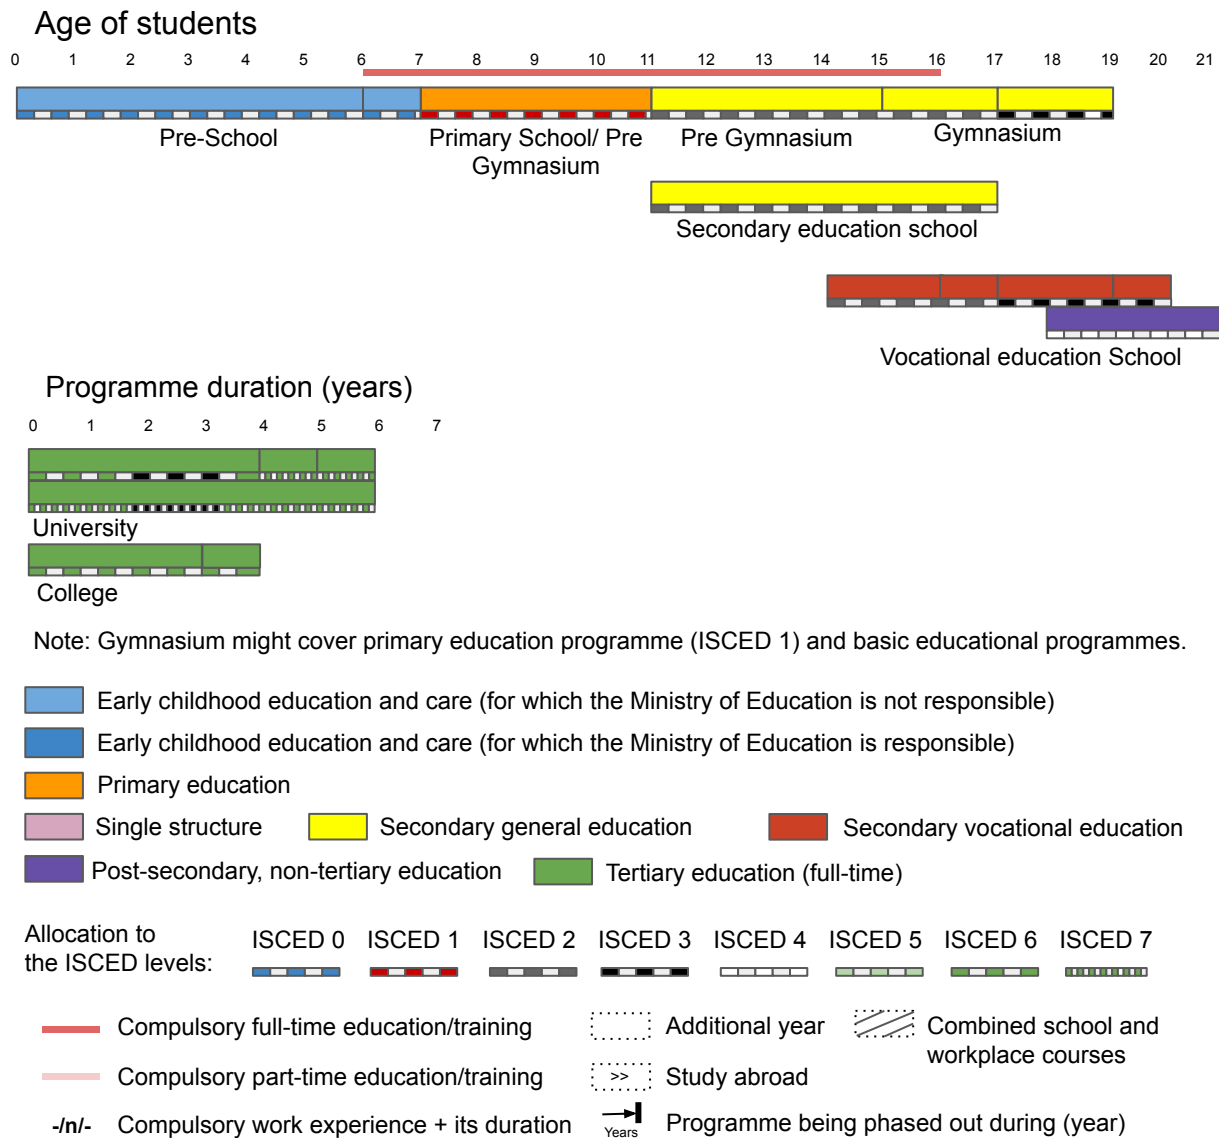 Age of students
0 1 2 3 4 5 6 7 8 9 10 11 12 13 14 15 16 17 18 19 20 21
Pre-School
Primary School/ Pre
Gymnasium
Pre Gymnasium
Gymnasium
Secondary education school
Vocational education School
Programme duration (years)
0 1 2 3 4 5 6 7
University
College
Note: Gymnasium might cover primary education programme (ISCED 1) and basic educational programmes.
Early childhood education and care (for which the Ministry of Education is not responsible)
Early childhood education and care (for which the Ministry of Education is responsible)
Primary education
Single structure Secondary general education Secondary vocational education
Post-secondary, non-tertiary education Tertiary education (full-time)
Allocation to
the ISCED levels:
ISCED 0 ISCED 1 ISCED 2 ISCED 3 ISCED 4 ISCED 5 ISCED 6 ISCED 7
Compulsory full-time education/training Additional year Combined school and
workplace courses
Compulsory part-time education/training >> Study abroad
-/n/- Compulsory work experience + its duration Years Programme being phased out during (year)